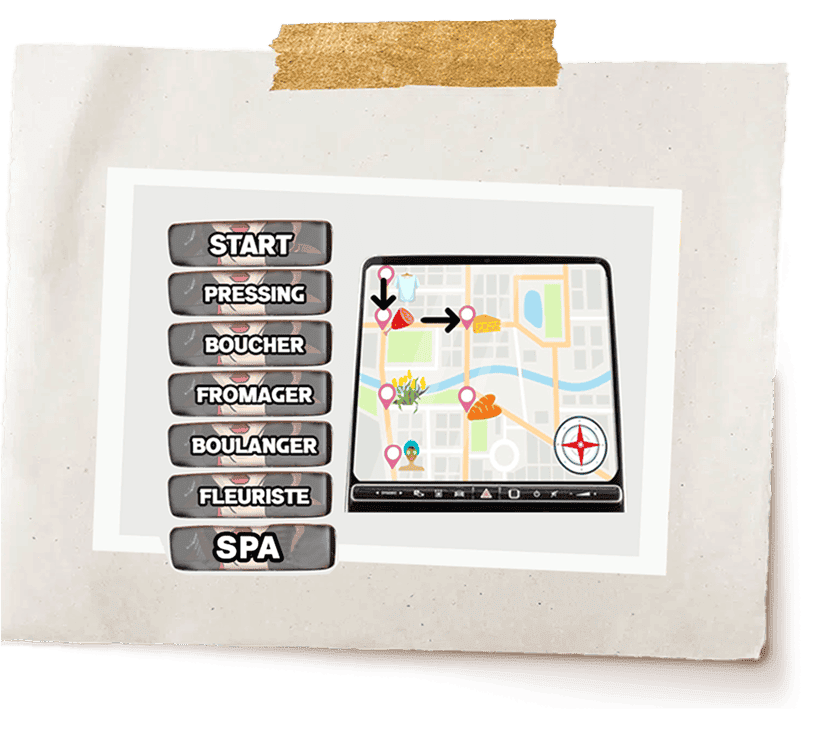 START
PRESSING
BOUCHER
FROMAGER
BOULANGER
FLEURISTE
SPA